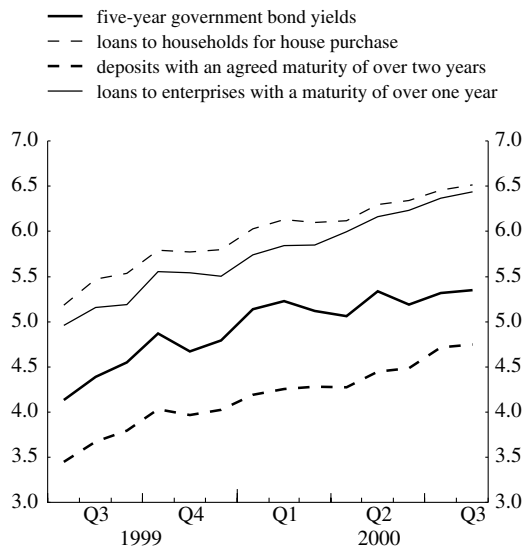 five-year government bond yields
loans to households for house purchase
deposits with an agreed maturity of over two years
loans to enterprises with a maturity of over one year
7.0 7.0
6.5 6.5
6.0 6.0
5.5 5.5
5.0 5.0
4.5 4.5
4.0 4.0
3.5 3.5
3.0 3.0
Q3 Q4 Q1 Q2 Q3
1999 2000